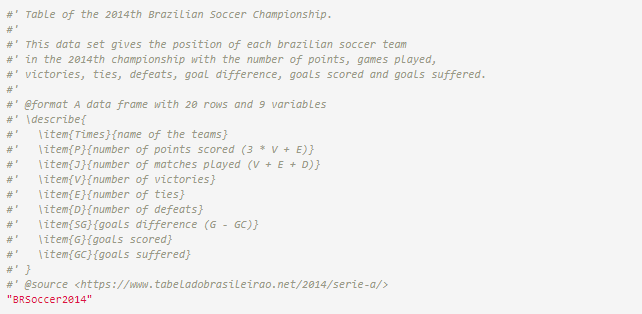 #' Table of the 2014th Brazilian Soccer Championship.
#'
#' This data set gives the position of each brazilian soccer team
#' in the 2014th championship with the number of points, games played,
#' victories, ties, defeats, goal difference, goals scored and goals suffered.
#'
#' @format A data frame with 20 rows and 9 variables
#' \describe{
#'   \item{Times}{name of the teams}
#'   \item{P}{number of points scored (3 * V + E)}
#'   \item{J}{number of matches played (V + E + D)}
#'   \item{V}{number of victories}
#'   \item{E}{number of ties}
#'   \item{D}{number of defeats}
#'   \item{SG}{goals difference (G - GC)}
#'   \item{G}{goals scored}
#'   \item{GC}{goals suffered}
#' }
#' @source <https://www.tabeladobrasileirao.net/2014/serie-a/>
"BRSoccer2014"